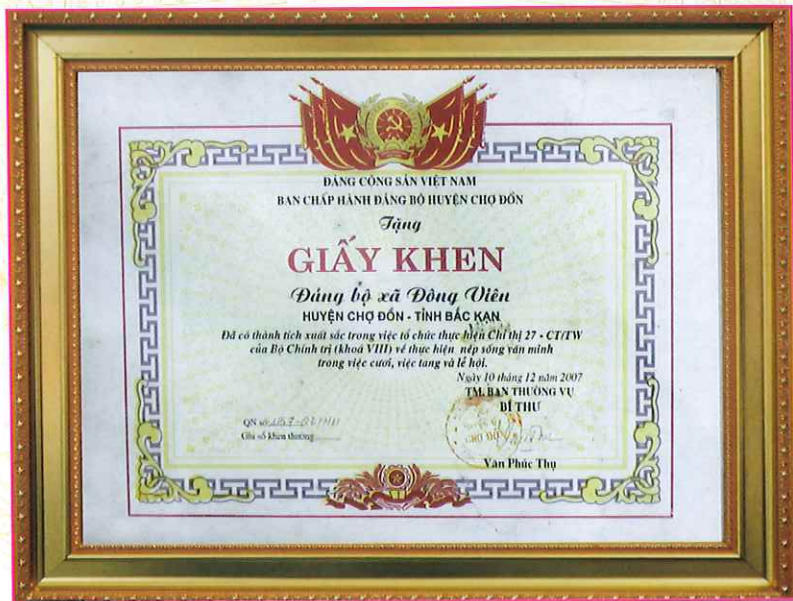 ĐẢNG CỘNG SẢN VIỆT NAM
BAN CHẤP HÀNH ĐẢNG BỘ HUYỆN CHỢ ĐỒN
Tặng
GIẤY KHEN
Đảng bộ xã Đông Viên
HUYỆN CHỢ ĐỒN - TỈNH BẮC KẠN
Đã có thành tích xuất sắc trong việc tổ chức thực hiện Chỉ thị 27 - CT/TW
của Bộ Chính trị (khoá VIII) về thực hiện nếp sống văn minh
trong việc cưới, việc tang và lễ hội.
Ngày 10 tháng 12 năm 2007
TM. BAN THƯỜNG VỤ
BÍ THƯ
QN số
Ghi sổ khen thưởng
CHỢ ĐỒN
Văn Phúc Thụ